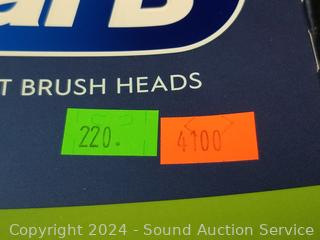 T BRUSH HEADS
220.
4100
Copyright 2024 - Sound Auction Service